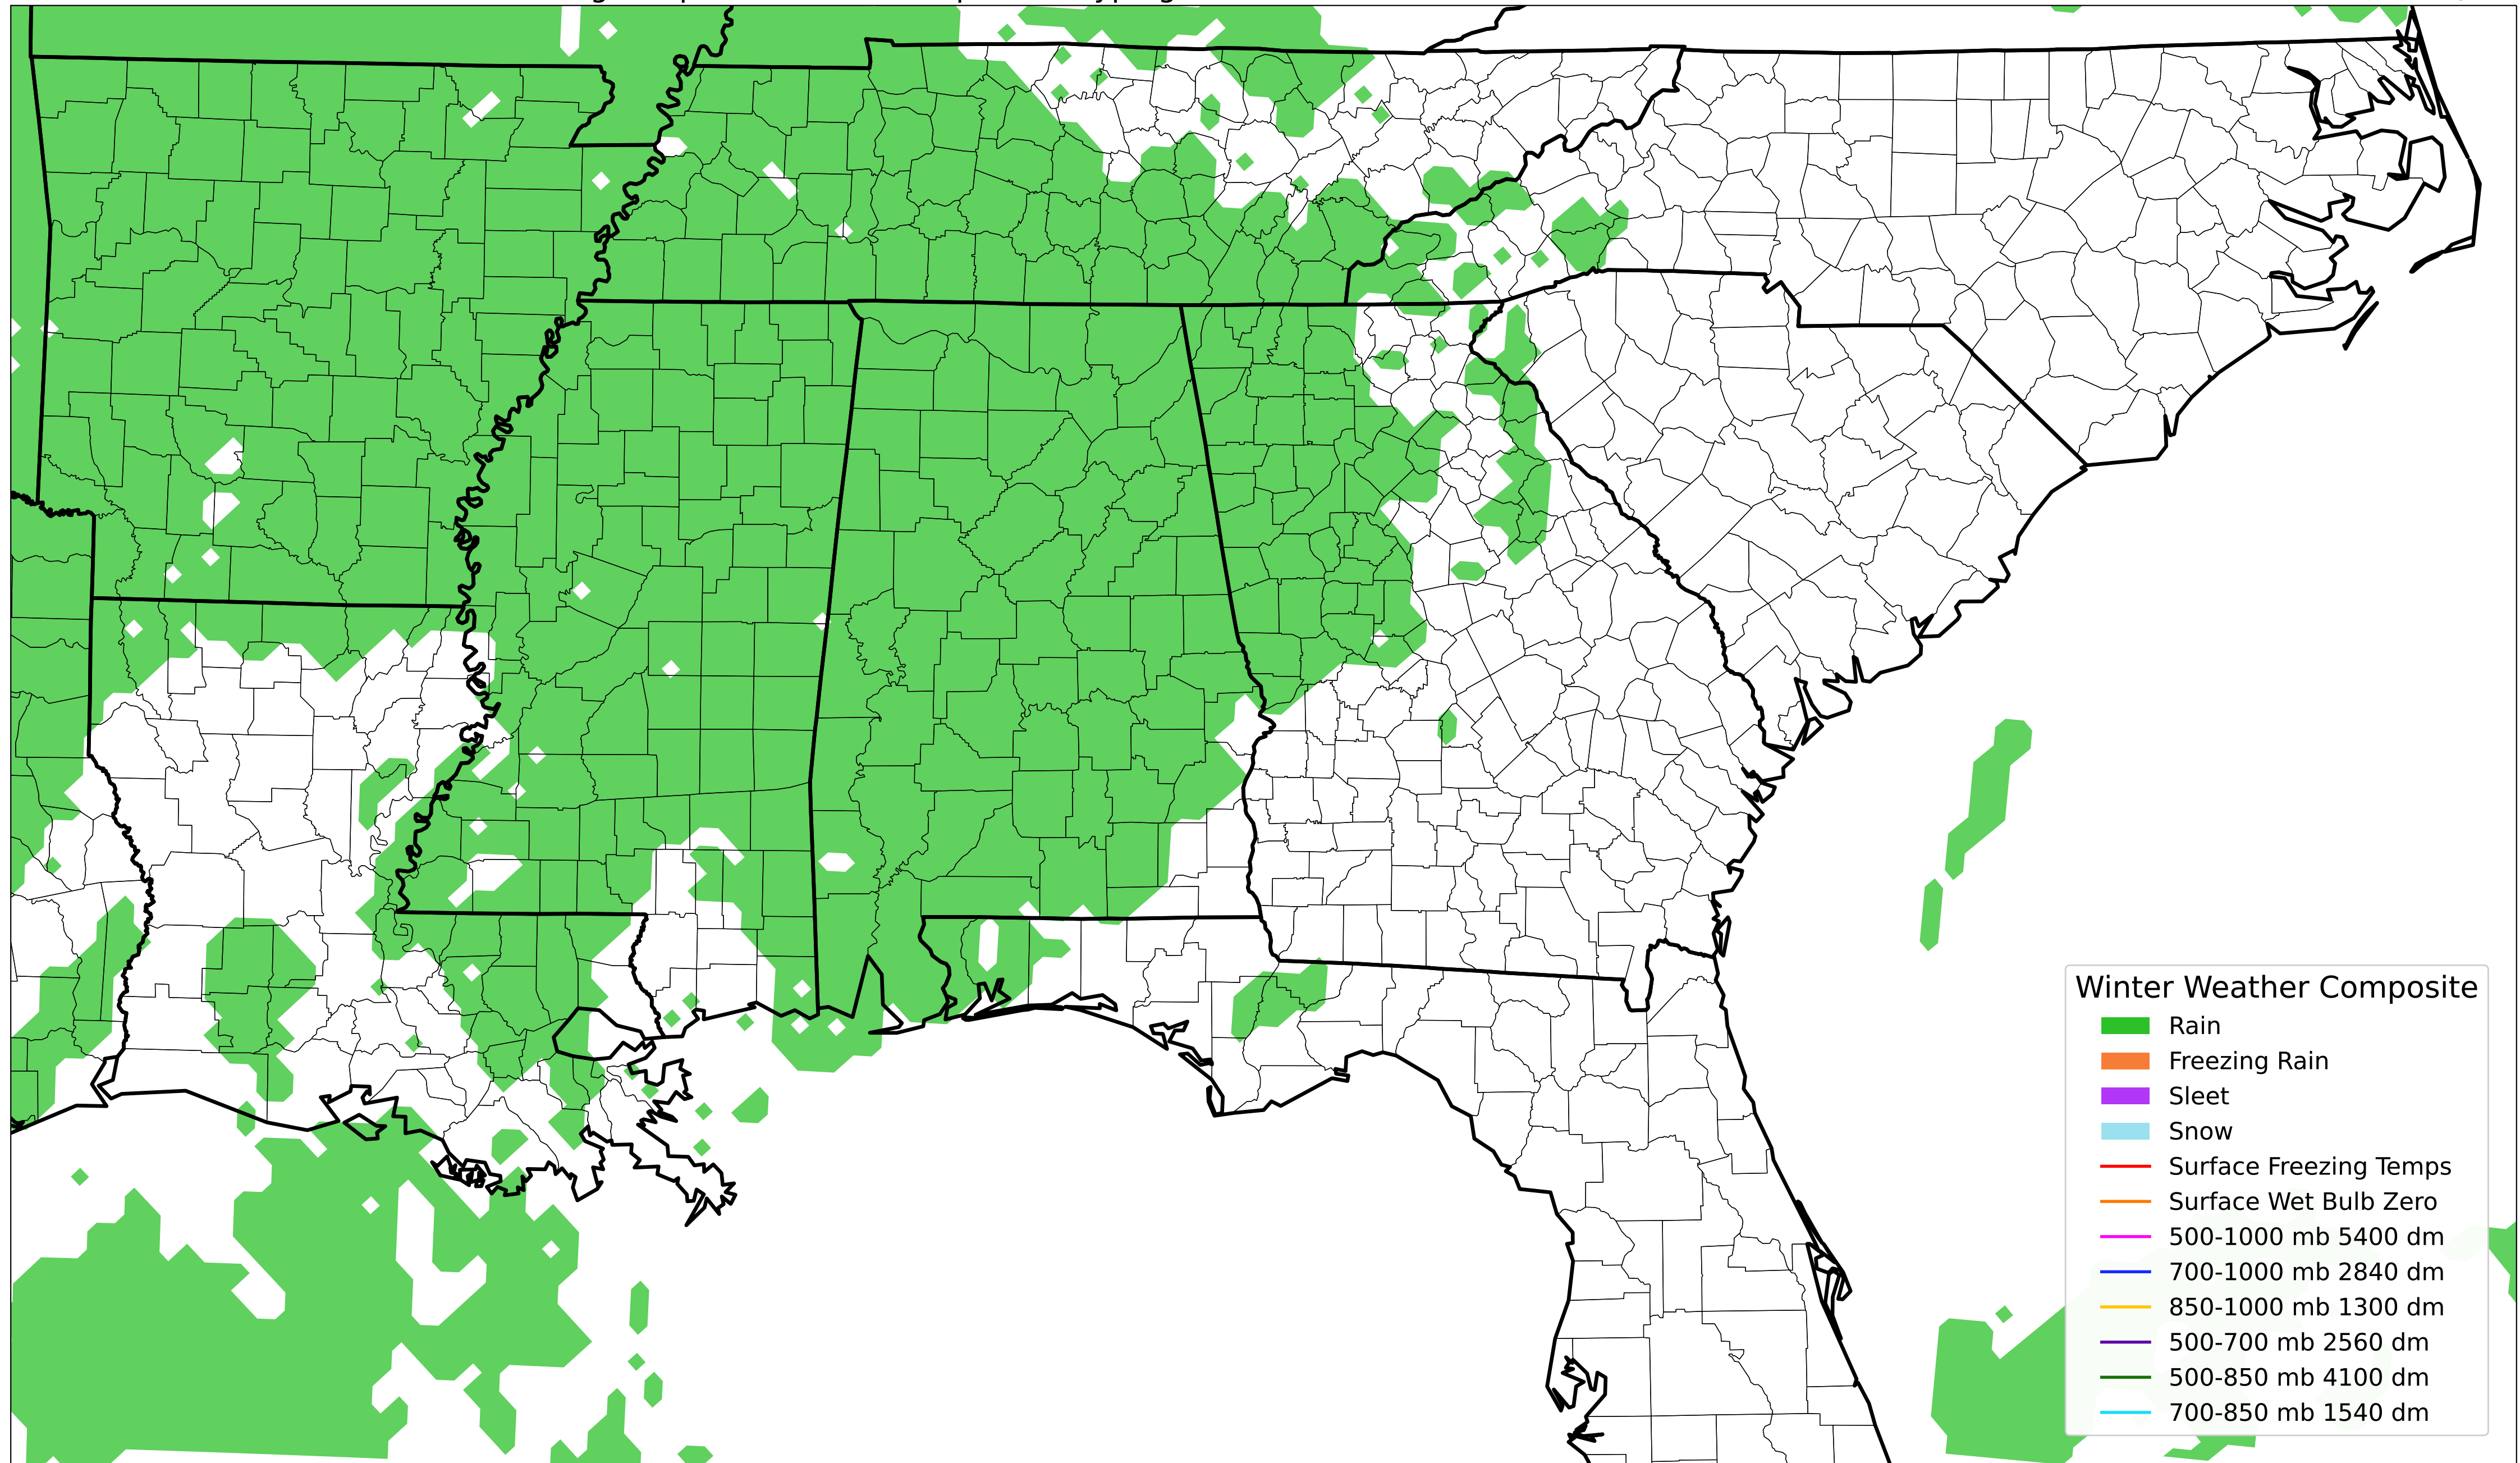 Winter Weather Composite
Rain
Freezing Rain
Sleet
Snow
Surface Freezing Temps
Surface Wet Bulb Zero
500-1000 mb 5400 dm
700-1000 mb 2840 dm
850-1000 mb 1300 dm
500-700 mb 2560 dm
500-850 mb 4100 dm
700-850 mb 1540 dm